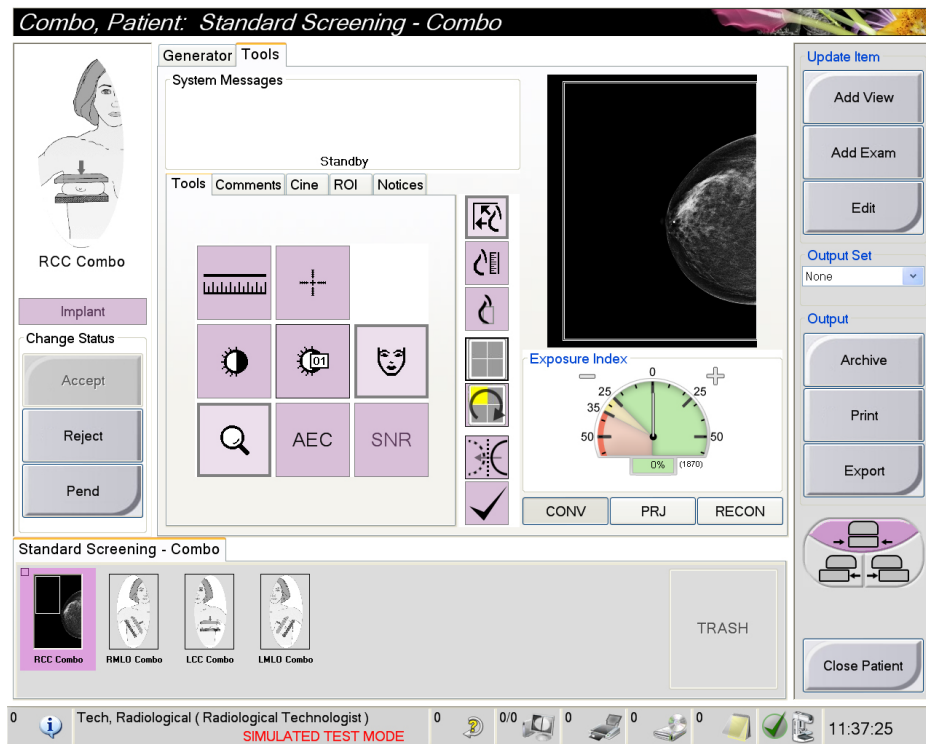 Combo, Patient:  Standard Screening - Combo
Generator Tools
System Messages
Standby
Tools Comments Cine ROI Notices
RCC Combo
Implant
Change Status
Accept
Reject
Pend
01
AEC SNR
Exposure Index
0
25 25
35
50 50
0% (1870)
CONV PRJ RECON
Update Item
Add View
Add Exam
Edit
Output Set
None
Output
Archive
Print
Export
Close Patient
Standard Screening - Combo
RCC Combo RMLO Combo LCC Combo LMLO Combo
TRASH
0 Tech, Radiological ( Radiological Technologist ) 0 0/0 0 0 0 11:37:25
SIMULATED TEST MODE